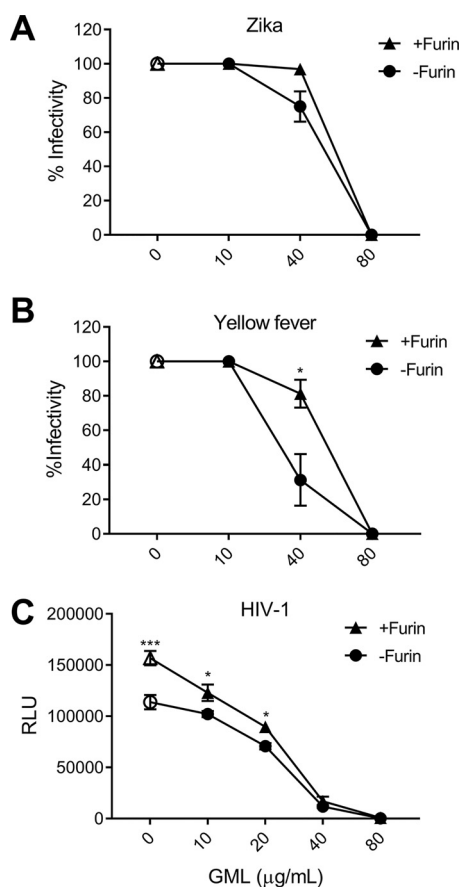 A
Zika
120
100
80
60
40
20
0
% Infectivity
+Furin
-Furin
0 10 40 80
B
Yellow fever
120
100
80
60
40
20
0
%Infectivity
+Furin
-Furin
*
0 10 40 80
C
HIV-1
200000
150000
100000
50000
0
RLU
+Furin
-Furin
*** * *
0 10 20 40 80
GML (μg/mL)